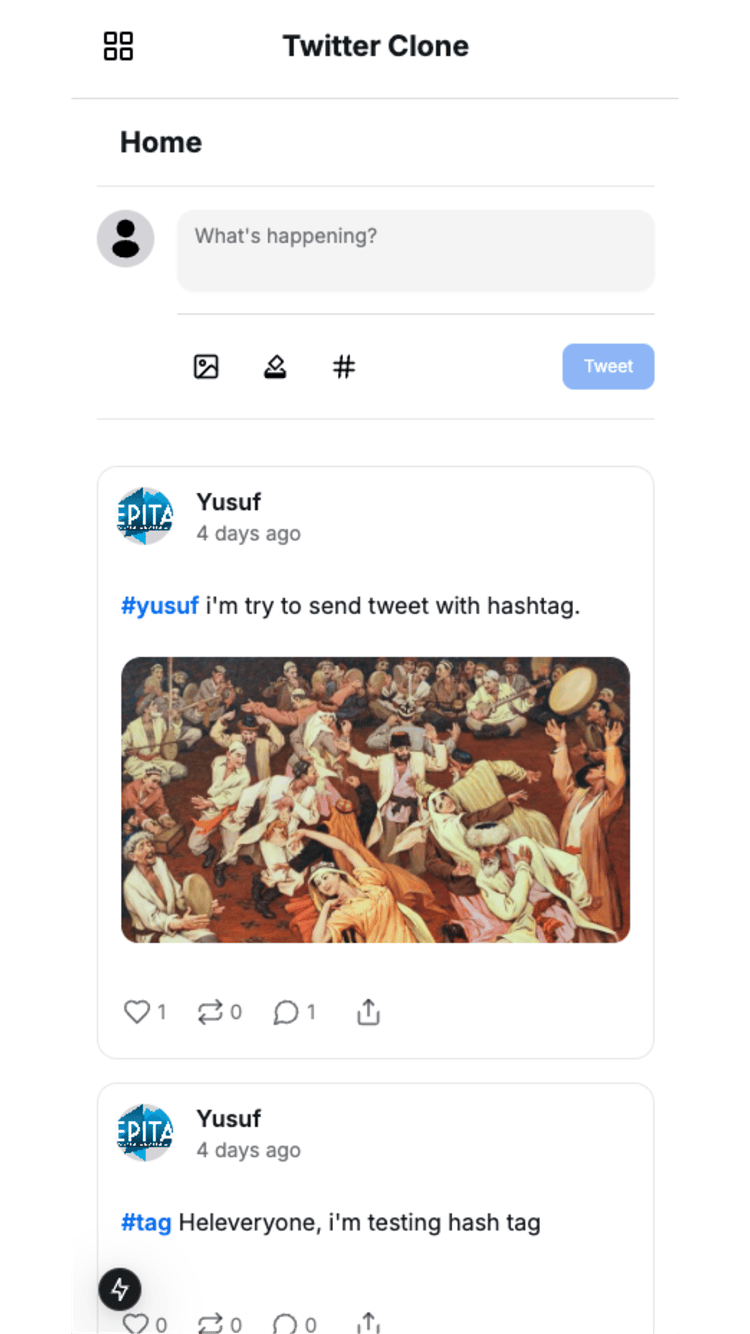 Twitter Clone
Home
What's happening?
Tweet
EPITA
Yusuf
4 days ago
#yusuf i'm try to send tweet with hashtag.
1 0 1
EPITA
Yusuf
4 days ago
#tag Heleveryone, i'm testing hash tag
0 0 0